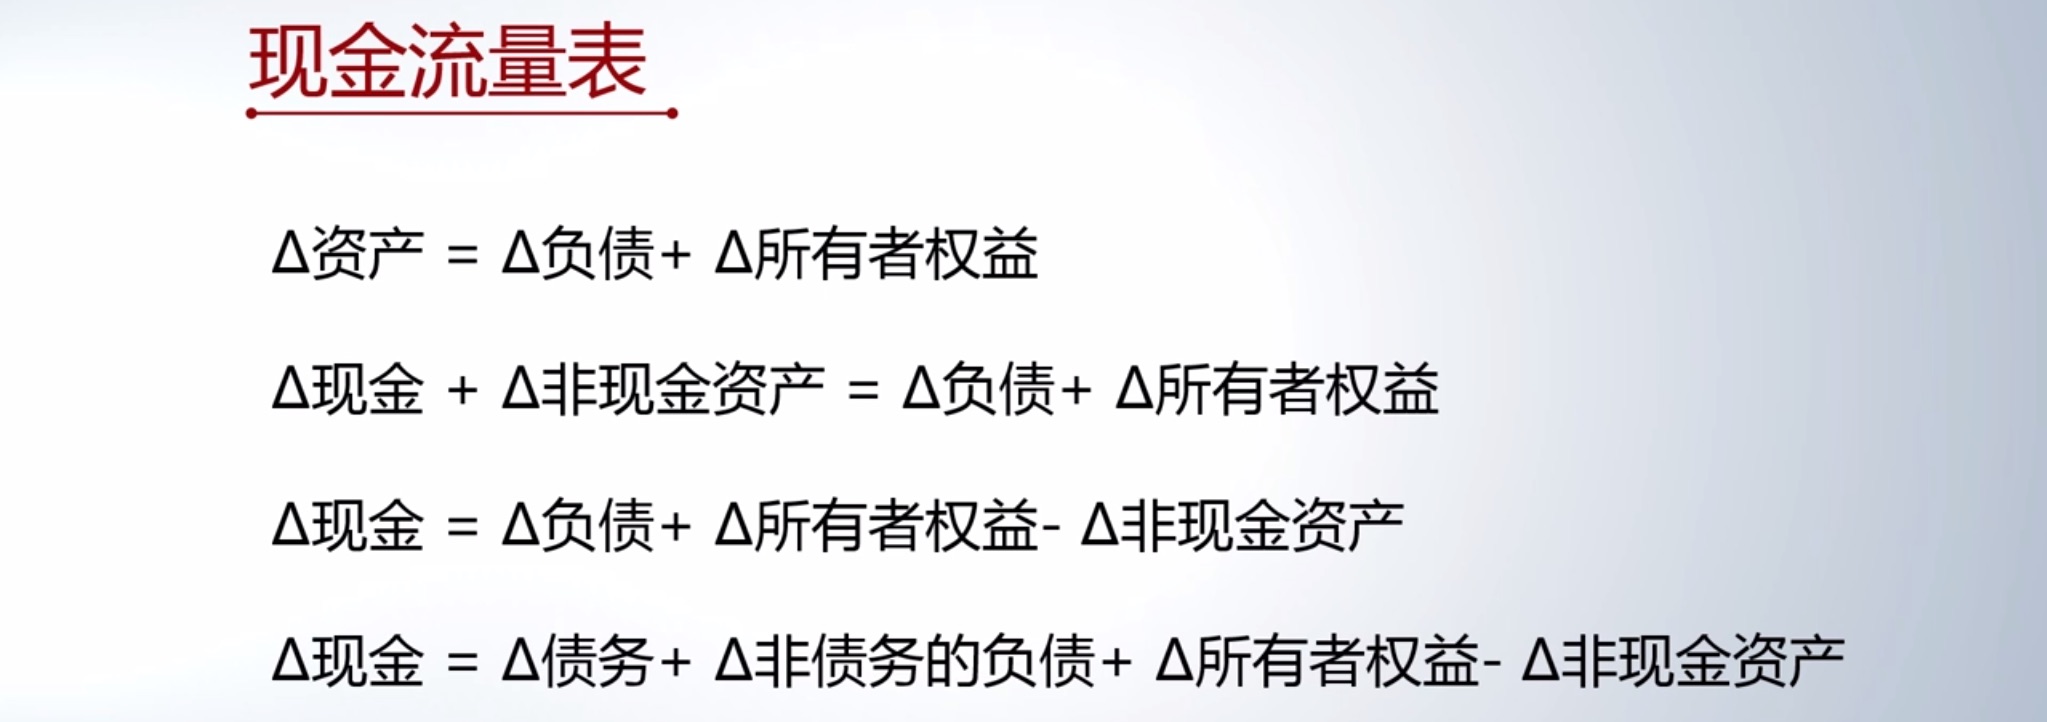 现金流量表
Δ资产 = Δ负债+ Δ所有者权益
Δ现金 + Δ非现金资产 = Δ负债+ Δ所有者权益
Δ现金 = Δ负债+ Δ所有者权益- Δ非现金资产
Δ现金 = Δ债务+ Δ非债务的负债+ Δ所有者权益- Δ非现金资产